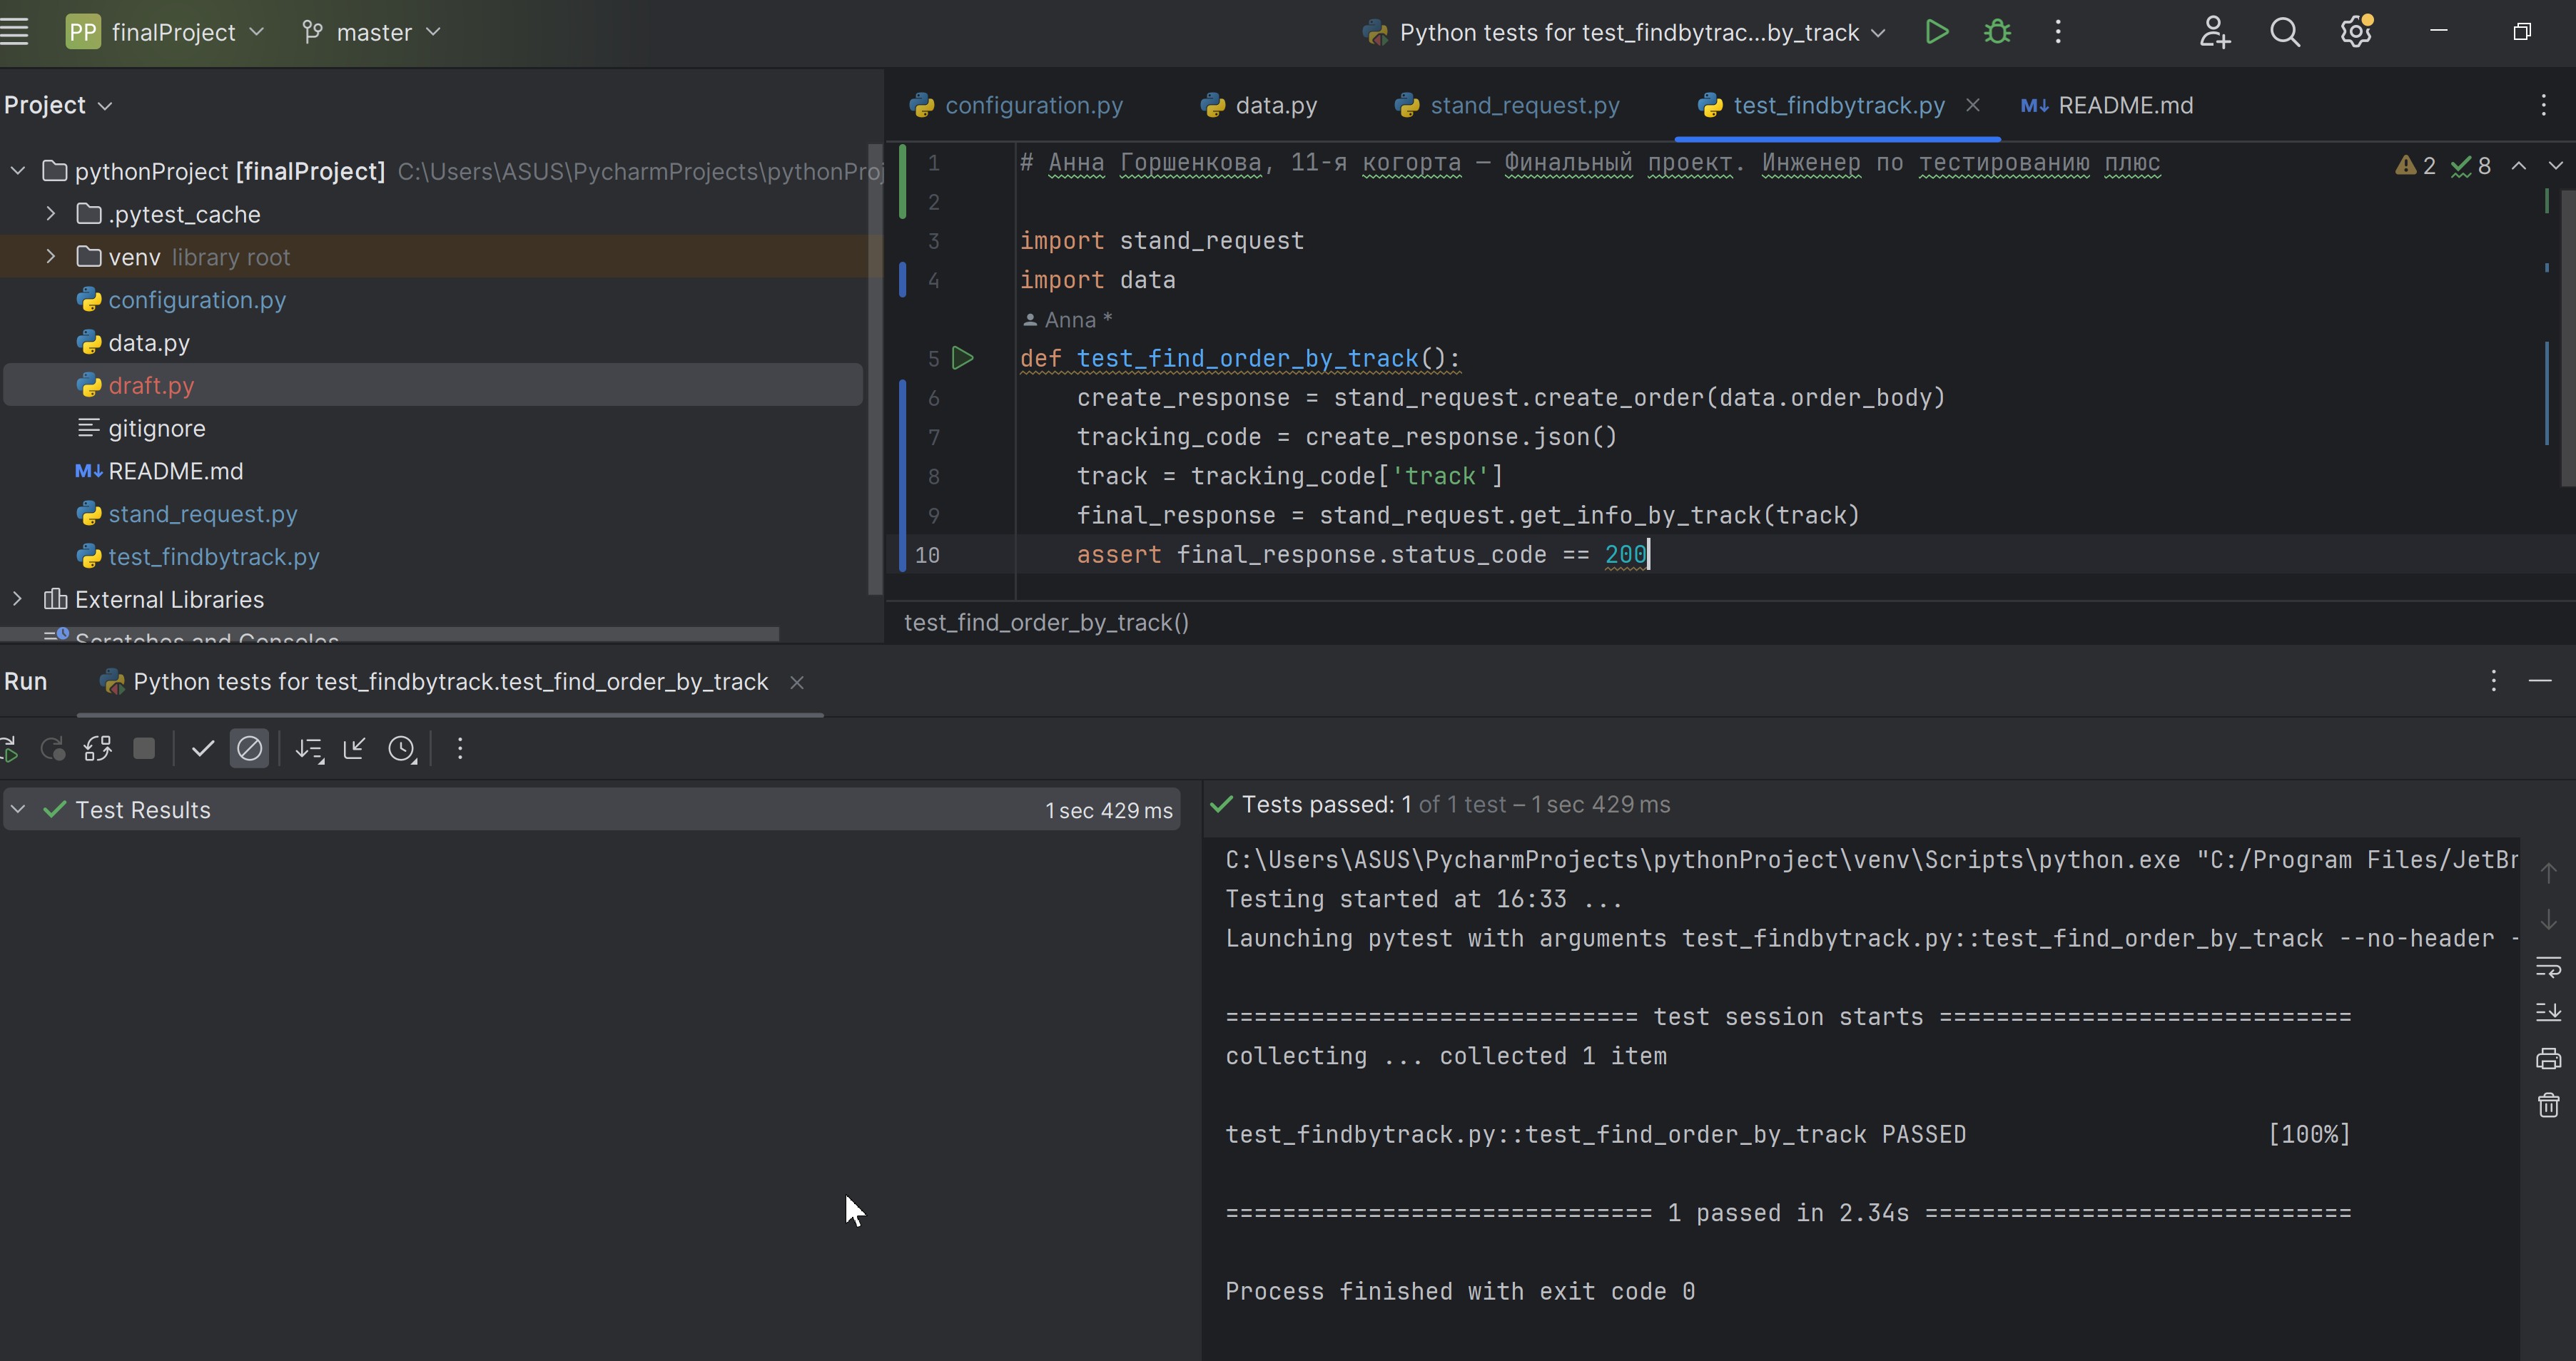 PP finalProject master Python tests for test_findbytrac...by_track
Project
pythonProject [finalProject] C:\Users\ASUS\PycharmProjects\pythonProj
.pytest_cache
venv library root
configuration.py
data.py
draft.py
gitignore
M↓ README.md
stand_request.py
test_findbytrack.py
External Libraries
Scratches and Consoles
configuration.py data.py stand_request.py test_findbytrack.py M↓ README.md
1 # Анна Горшенкова, 11-я когорта — Финальный проект. Инженер по тестированию плюс
2 8
2
3 import stand_request
4 import data
Anna *
5 def test_find_order_by_track():
6 create_response = stand_request.create_order(data.order_body)
7 tracking_code = create_response.json()
8 track = tracking_code['track']
9 final_response = stand_request.get_info_by_track(track)
10 assert final_response.status_code == 200
test_find_order_by_track()
Run Python tests for test_findbytrack.test_find_order_by_track
Test Results 1 sec 429 ms
Tests passed: 1 of 1 test – 1 sec 429 ms
C:\Users\ASUS\PycharmProjects\pythonProject\venv\Scripts\python.exe "C:/Program Files/JetBr
Testing started at 16:33 ...
Launching pytest with arguments test_findbytrack.py::test_find_order_by_track --no-header -
============================= test session starts =============================
collecting ... collected 1 item
test_findbytrack.py::test_find_order_by_track PASSED [100%]
============================== 1 passed in 2.34s ==============================
Process finished with exit code 0